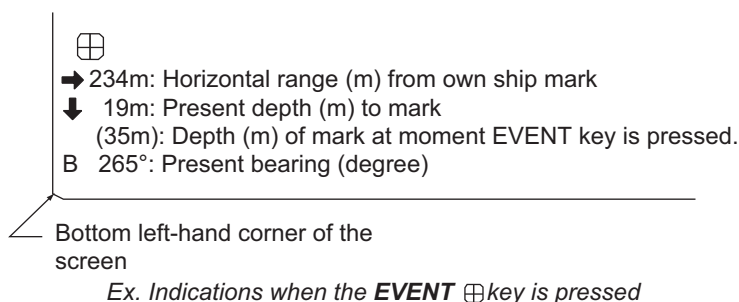 234m: Horizontal range (m) from own ship mark
19m: Present depth (m) to mark
(35m): Depth (m) of mark at moment EVENT key is pressed.
B 265°: Present bearing (degree)
Bottom left-hand corner of the
screen
Ex. Indications when the EVENT key is pressed